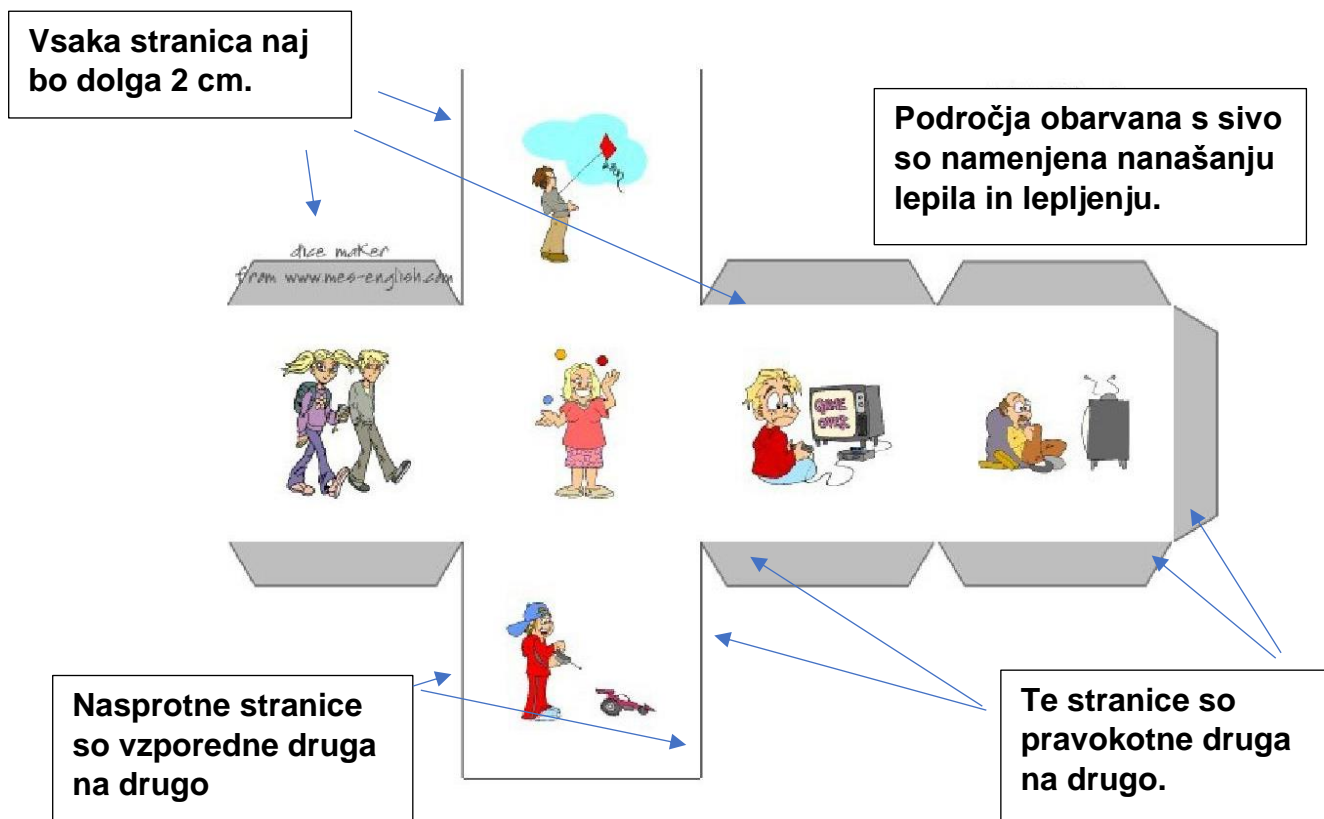 Vsaka stranica naj
bo dolga 2 cm.
Področja obarvana s sivo
so namenjena nanašanju
lepila in lepljenju.
dice maker
from www.mes-english.com
GAME
OVER
Nasprotne stranice
so vzporedne druga
na drugo
Te stranice so
pravokotne druga
na drugo.